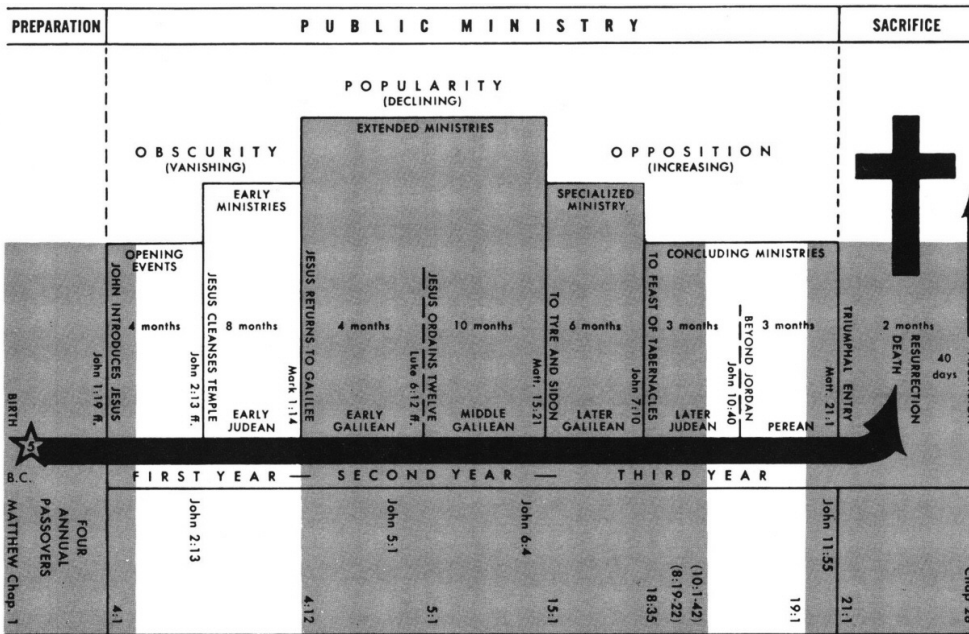 PREPARATION
PUBLIC MINISTRY
SACRIFICE
POPULARITY
(DECLINING)
EXTENDED MINISTRIES
OBSCURITY
(VANISHING)
OPPOSITION
(INCREASING)
EARLY
MINISTRIES
SPECIALIZED
MINISTRY
OPENING
EVENTS
CONCLUDING MINISTRIES
JOHN INTRODUCES JESUS
John 1:19 ff.
4 months
JESUS CLEANSES TEMPLE
John 2:13 ff.
8 months
EARLY
JUDEAN
JESUS RETURNS TO GALILEE
Mark 1:14
4 months
EARLY
GALILEAN
JESUS ORDAINS TWELVE
Luke 6:12 ff.
10 months
MIDDLE
GALILEAN
TO TYRE AND SIDON
Matt. 15:21
6 months
LATER
GALILEAN
TO FEAST OF TABERNACLES
John 7:10
3 months
LATER
JUDEAN
BEYOND JORDAN
John 10:40
3 months
PEREAN
TRIUMPHAL ENTRY
Matt. 21:1
2 months
RESURRECTION
DEATH
40
days
BIRTH
5
B.C.
FIRST YEAR — SECOND YEAR — THIRD YEAR
FOUR
ANNUAL
PASSOVERS
John 2:13
John 5:1
John 6:4
John 11:55
MATTHEW Chap. 1
4:1
4:12
5:1
15:1
18:35
(8:19-22)
(10:1-42)
19:1
21:1